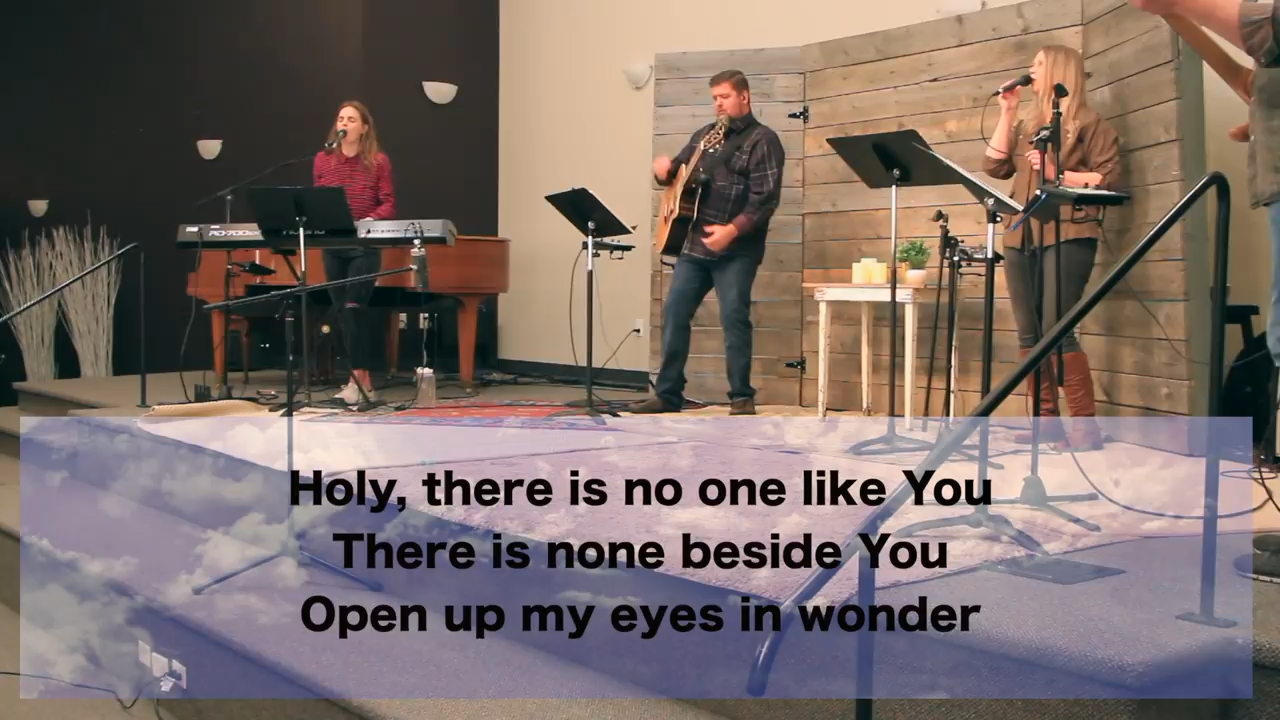 Holy, there is no one like You
There is none beside You
Open up my eyes in wonder